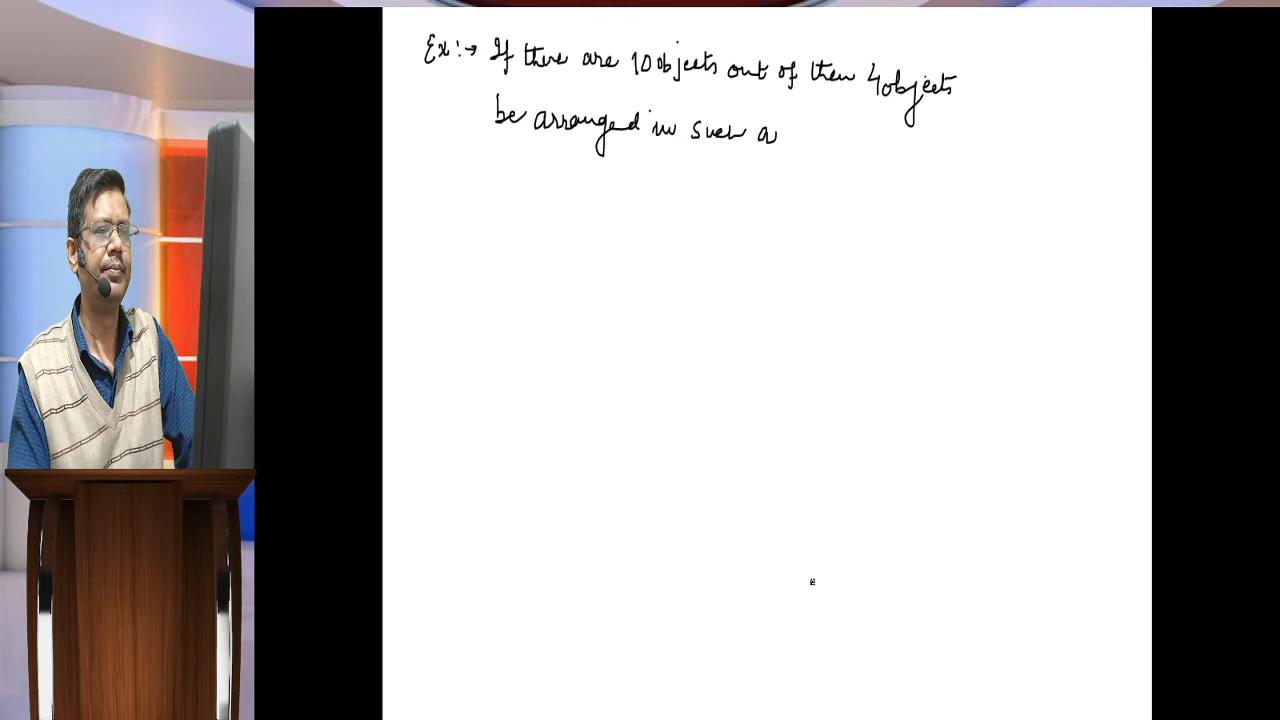 Ex:→ If there are 10 objects out of them 4 objects
be arranged in such a